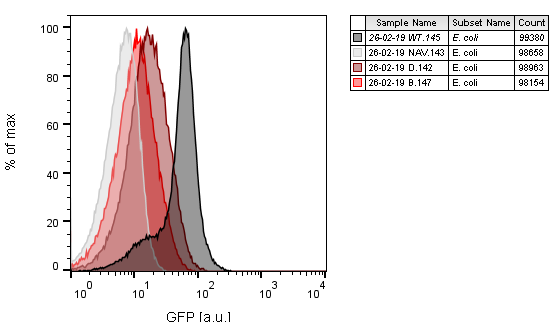 100
80
60
40
20
0
% of max
10^0 10^1 10^2 10^3 10^4
GFP [a.u.]
Sample Name Subset Name Count
26-02-19 WT.145 E. coli 99380
26-02-19 NAV.143 E. coli 98658
26-02-19 D.142 E. coli 98963
26-02-19 B.147 E. coli 98154